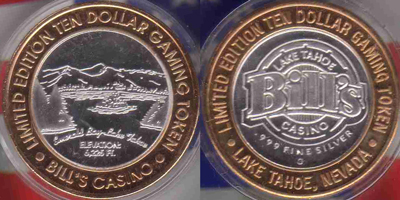 LIMITED EDITION TEN DOLLAR GAMING TOKEN
Emerald Bay-Lake Tahoe
ELEVATION:
6,226 FT.
• BILL'S CASINO •
LIMITED EDITION TEN DOLLAR GAMING TOKEN
LAKE TAHOE
Bill's
CASINO
.999 FINE SILVER
• LAKE TAHOE, NEVADA •